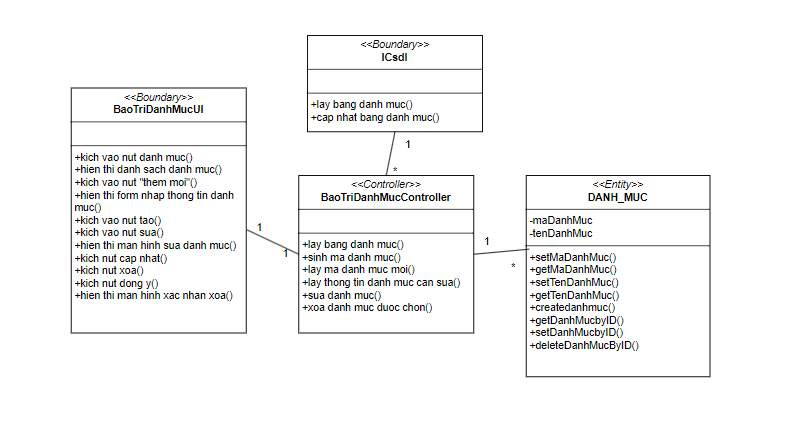 <<Boundary>>
ICsdl
+lay bang danh muc()
+cap nhat bang danh muc()
1
*
<<Boundary>>
BaoTriDanhMucUI
+kich vao nut danh muc()
+hien thi danh sach danh muc()
+kich vao nut "them moi"()
+hien thi form nhap thong tin danh
muc()
+kich vao nut tao()
+kich vao nut sua()
+hien thi man hinh sua danh muc()
+kich nut cap nhat()
+kich nut xoa()
+kich nut dong y()
+hien thi man hinh xac nhan xoa()
1
1
<<Controller>>
BaoTriDanhMucController
+lay bang danh muc()
+sinh ma danh muc()
+lay ma danh muc moi()
+lay thong tin danh muc can sua()
+sua danh muc()
+xoa danh muc duoc chon()
1
*
<<Entity>>
DANH_MUC
-maDanhMuc
-tenDanhMuc
+setMaDanhMuc()
+getMaDanhMuc()
+setTenDanhMuc()
+getTenDanhMuc()
+createdanhmuc()
+getDanhMucbyID()
+setDanhMucbyID()
+deleteDanhMucByID()